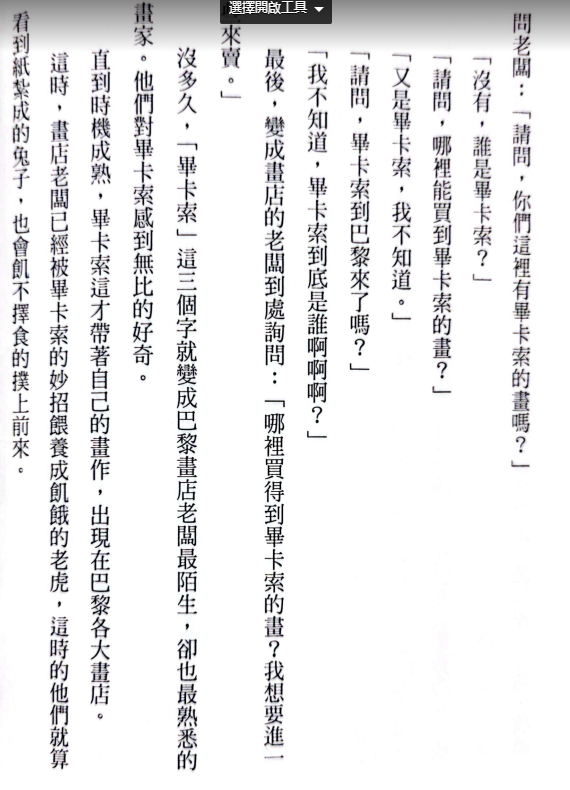 選擇開啟工具
問老闆：「請問，你們這裡有畢卡索的畫嗎？」
「沒有，誰是畢卡索？」
「請問，哪裡能買到畢卡索的畫？」
「又是畢卡索，我不知道。」
「請問，畢卡索到巴黎來了嗎？」
「我不知道，畢卡索到底是誰啊啊啊？」
最後，變成畫店的老闆到處詢問：「哪裡買得到畢卡索的畫？我想要進一
來賣。」
沒多久，「畢卡索」這三個字就變成巴黎畫店老闆最陌生，卻也最熟悉的
畫家。他們對畢卡索感到無比的好奇。
直到時機成熟，畢卡索這才帶著自己的畫作，出現在巴黎各大畫店。
這時，畫店老闆已經被畢卡索的妙招餵養成飢餓的老虎，這時的他們就算
看到紙紮成的兔子，也會飢不擇食的撲上前來。